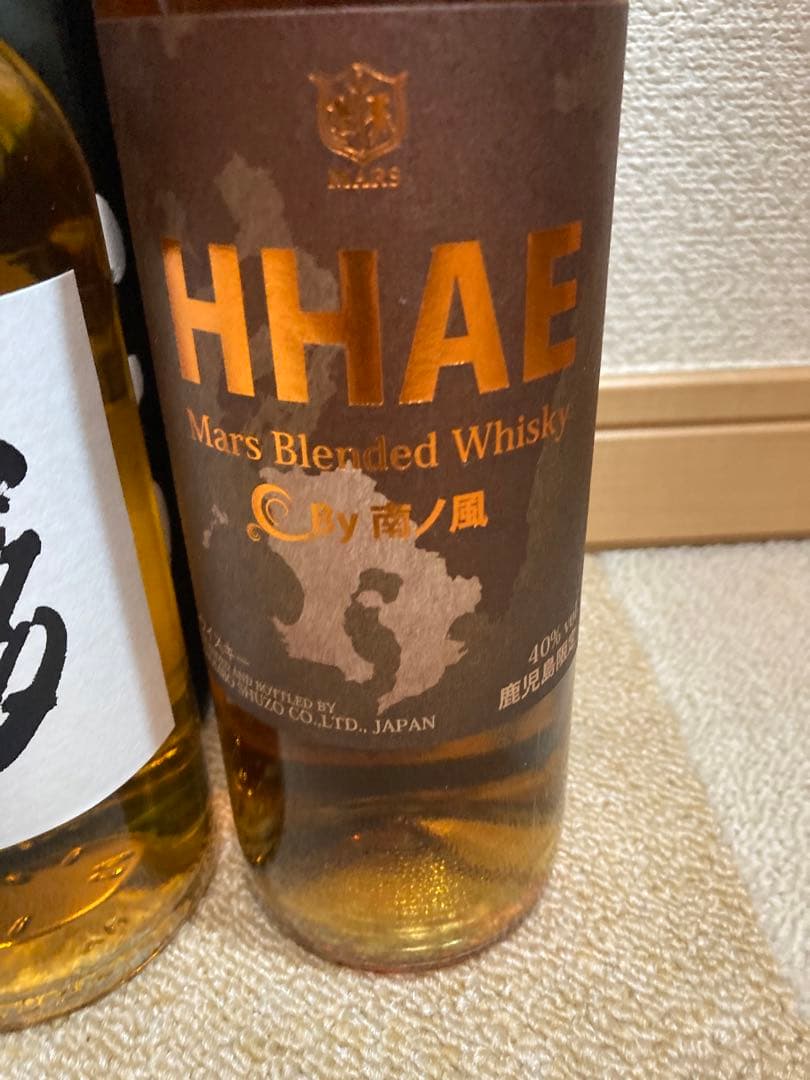 MARS
HHAE
Mars Blended Whisky
By 南ノ風
40% vol
鹿児島限定
AND BOTTLED BY
SHUZO CO.,LTD., JAPAN